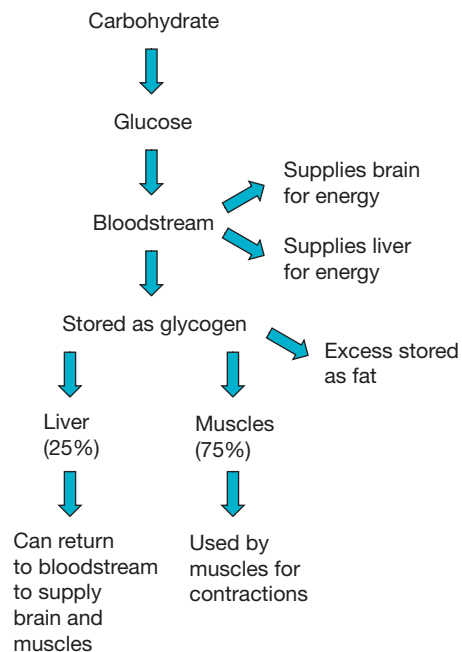 Carbohydrate
Glucose
Supplies brain
for energy
Bloodstream
Supplies liver
for energy
Stored as glycogen
Excess stored
as fat
Liver
(25%)
Muscles
(75%)
Can return
to bloodstream
to supply
brain and
muscles
Used by
muscles for
contractions